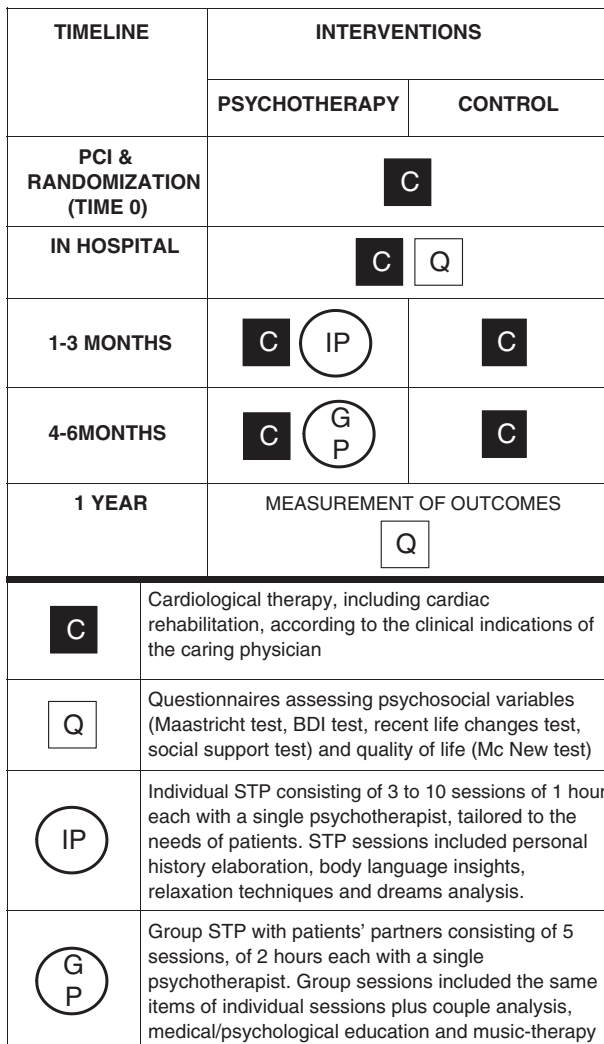 TIMELINE
INTERVENTIONS
PSYCHOTHERAPY
CONTROL
PCI &
RANDOMIZATION
(TIME 0)
C
IN HOSPITAL
C Q
1-3 MONTHS
C IP
C
4-6MONTHS
C G P
C
1 YEAR
MEASUREMENT OF OUTCOMES
Q
C
Cardiological therapy, including cardiac
rehabilitation, according to the clinical indications of
the caring physician
Q
Questionnaires assessing psychosocial variables
(Maastricht test, BDI test, recent life changes test,
social support test) and quality of life (Mc New test)
IP
Individual STP consisting of 3 to 10 sessions of 1 hour
each with a single psychotherapist, tailored to the
needs of patients. STP sessions included personal
history elaboration, body language insights,
relaxation techniques and dreams analysis.
G
P
Group STP with patients' partners consisting of 5
sessions, of 2 hours each with a single
psychotherapist. Group sessions included the same
items of individual sessions plus couple analysis,
medical/psychological education and music-therapy